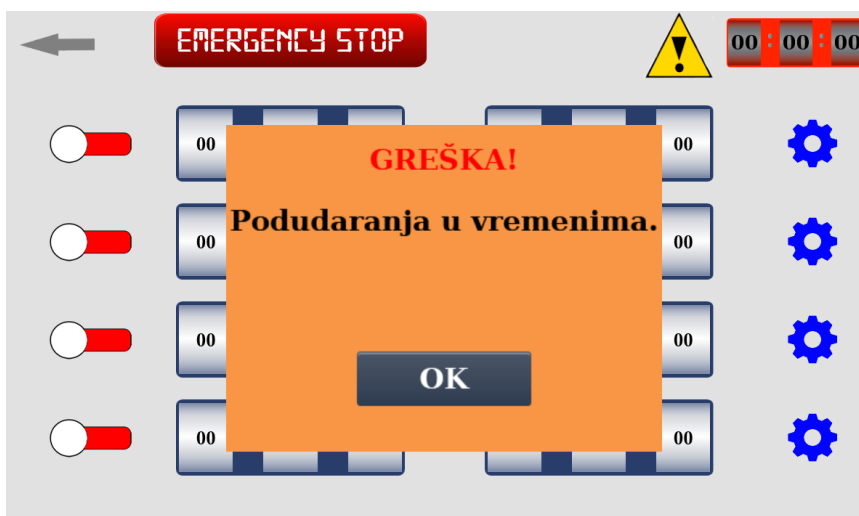 EMERGENCY STOP
00 : 00 : 00
00 00
GREŠKA!
Podudaranja u vremenima.
00 00
00 00
OK
00 00